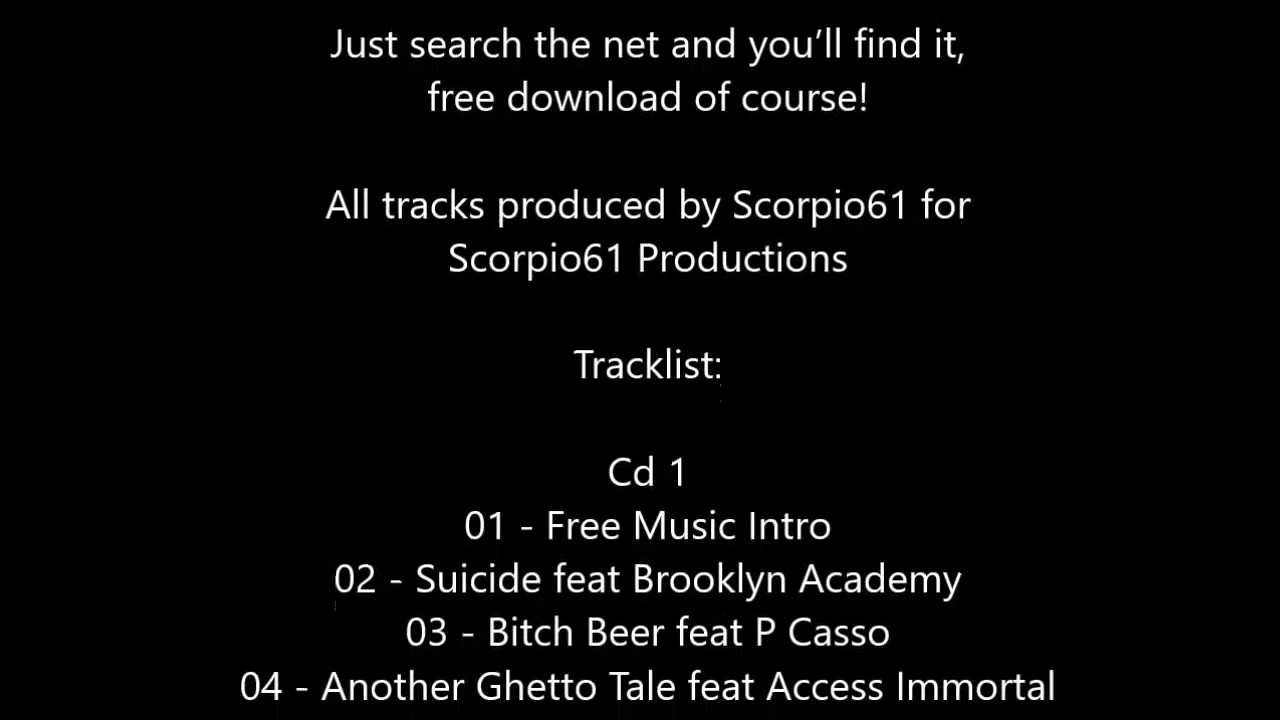 Just search the net and you’ll find it,
free download of course!
All tracks produced by Scorpio61 for
Scorpio61 Productions
Tracklist:
Cd 1
01 - Free Music Intro
02 - Suicide feat Brooklyn Academy
03 - Bitch Beer feat P Casso
04 - Another Ghetto Tale feat Access Immortal